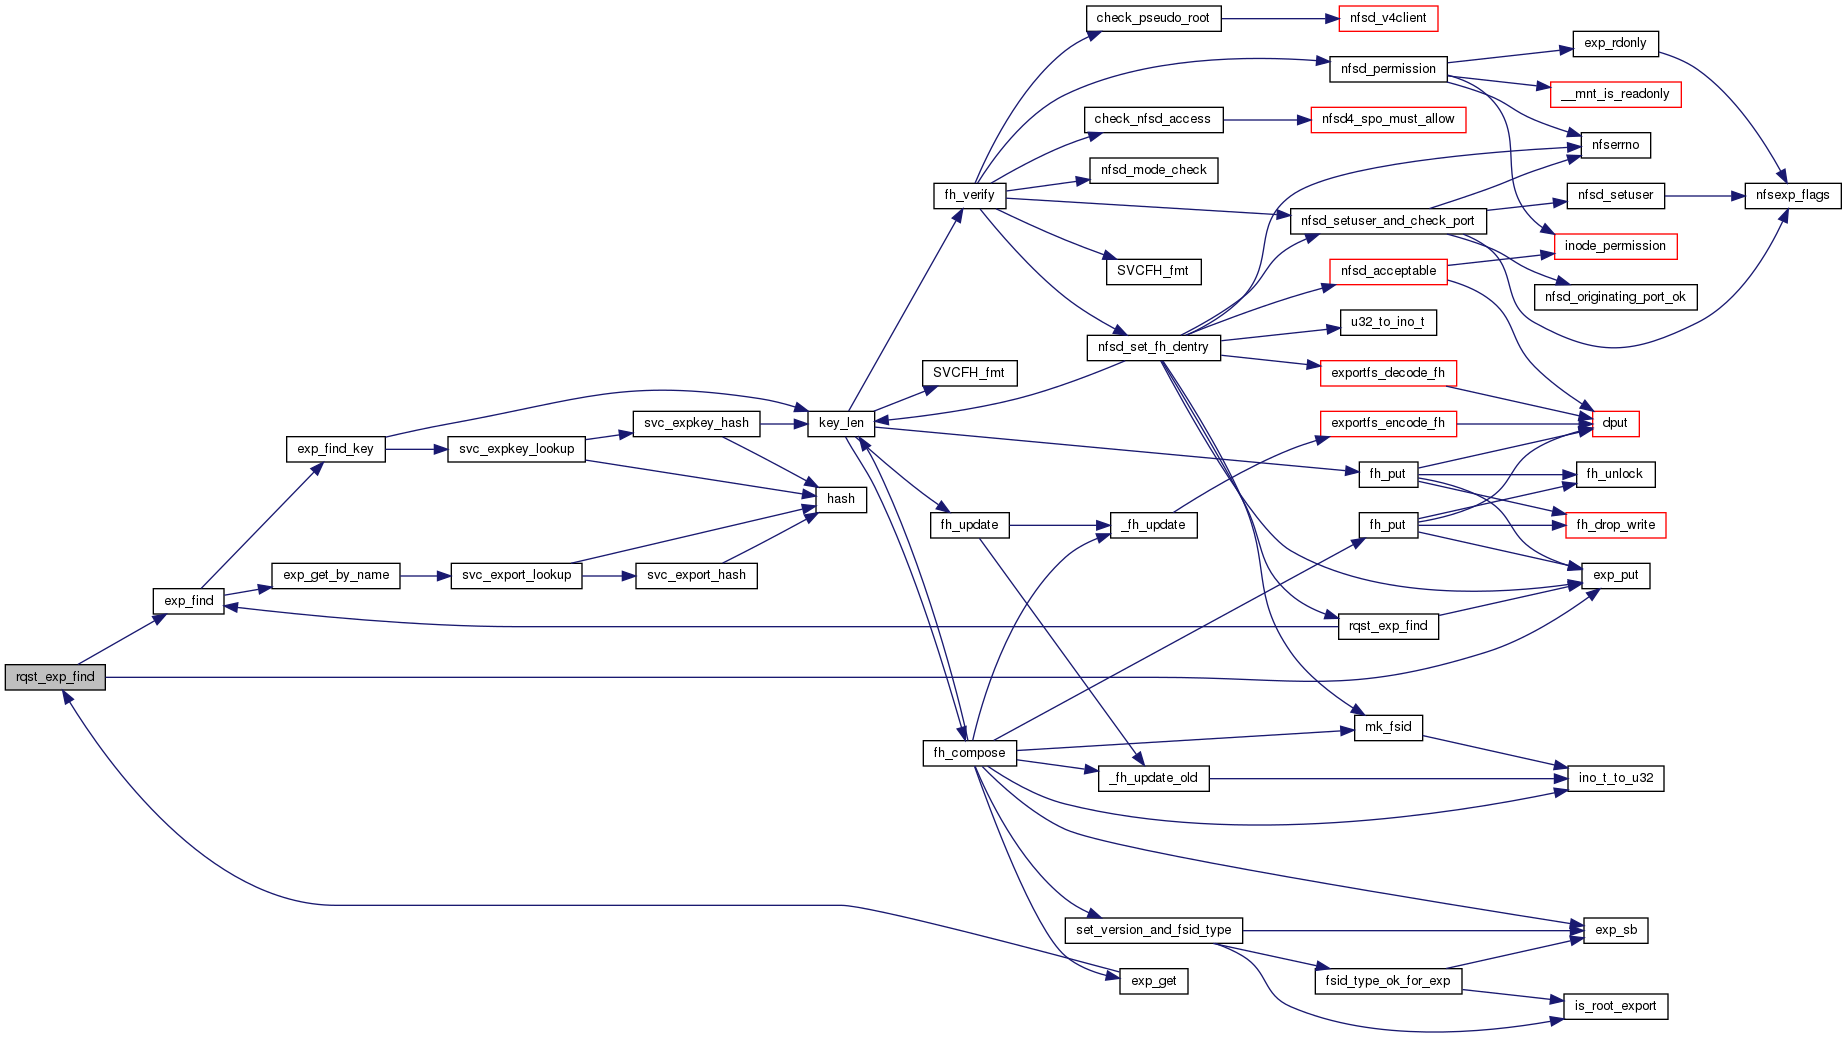 check_pseudo_root
nfsd_v4client
exp_rdonly
nfsd_permission
__mnt_is_readonly
check_nfsd_access
nfsd4_spo_must_allow
nfserrno
nfsd_mode_check
fh_verify
nfsd_setuser
nfsexp_flags
nfsd_setuser_and_check_port
inode_permission
SVCFH_fmt
nfsd_acceptable
nfsd_originating_port_ok
u32_to_ino_t
nfsd_set_fh_dentry
SVCFH_fmt
exportfs_decode_fh
svc_expkey_hash
key_len
exportfs_encode_fh
dput
exp_find_key
svc_expkey_lookup
fh_put
fh_unlock
hash
fh_update
_fh_update
fh_put
fh_drop_write
exp_get_by_name
svc_export_lookup
svc_export_hash
exp_put
exp_find
rqst_exp_find
rqst_exp_find
mk_fsid
fh_compose
_fh_update_old
ino_t_to_u32
set_version_and_fsid_type
exp_sb
exp_get
fsid_type_ok_for_exp
is_root_export